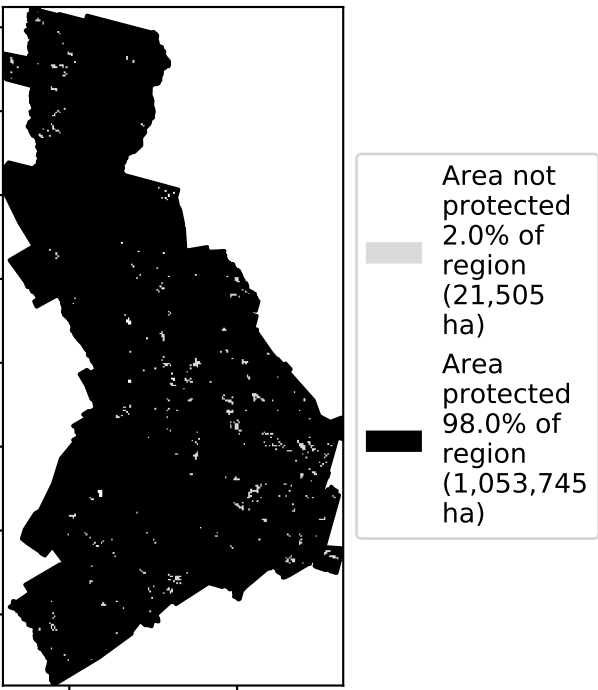 Area not
protected
2.0% of
region
(21,505
ha)
Area
protected
98.0% of
region
(1,053,745
ha)